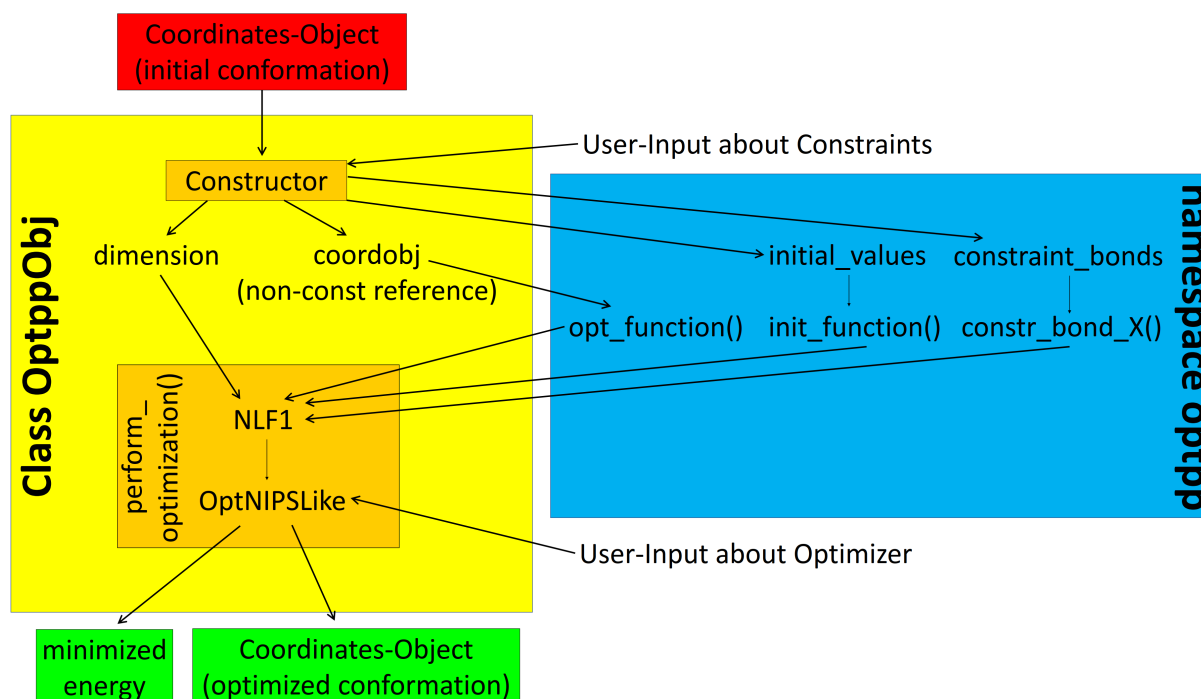 Coordinates-Object
(initial conformation)
User-Input about Constraints
Constructor
Class OptppObj
namespace optpp
dimension
coordobj
(non-const reference)
initial_values
constraint_bonds
opt_function()
init_function()
constr_bond_X()
perform_
optimization()
NLF1
OptNIPSLike
User-Input about Optimizer
minimized
energy
Coordinates-Object
(optimized conformation)